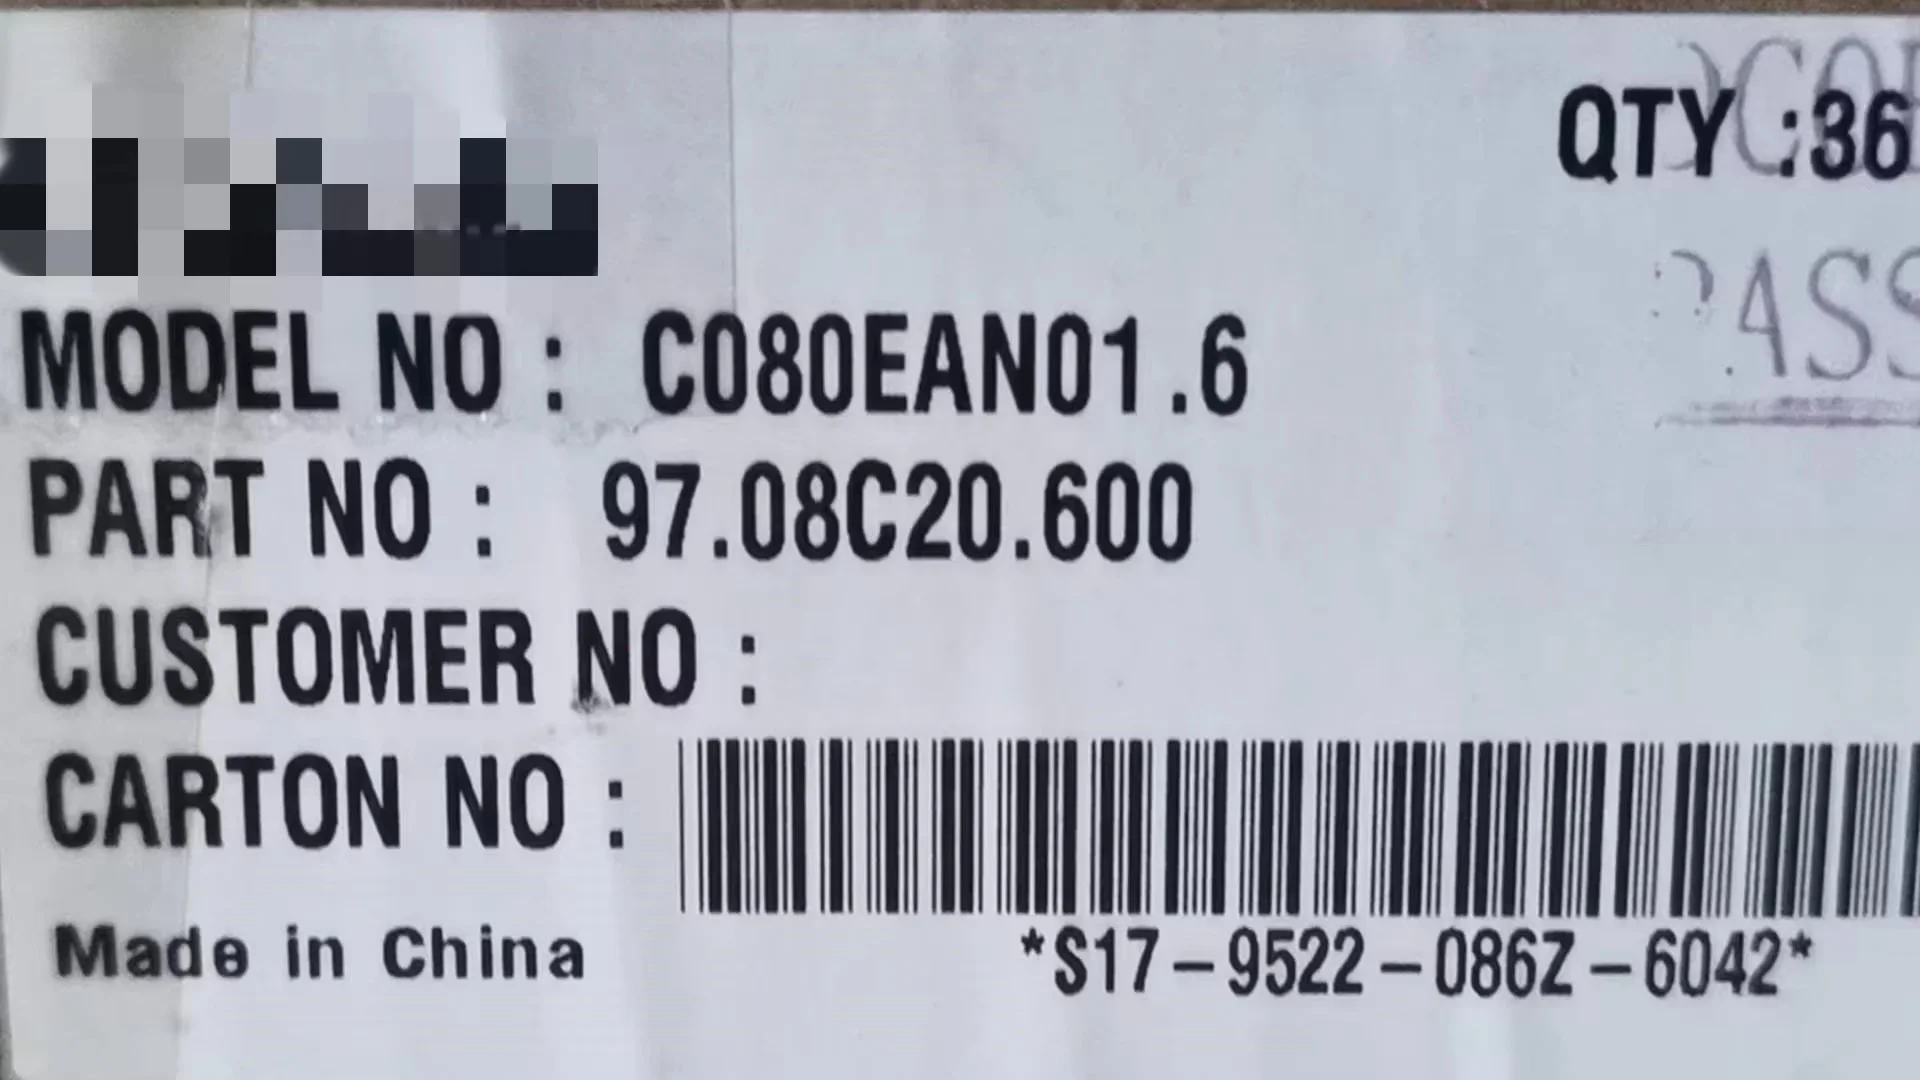 QTY :36
MODEL NO : C080EAN01.6
PART NO : 97.08C20.600
CUSTOMER NO :
CARTON NO :
*S17-9522-086Z-6042*
Made in China